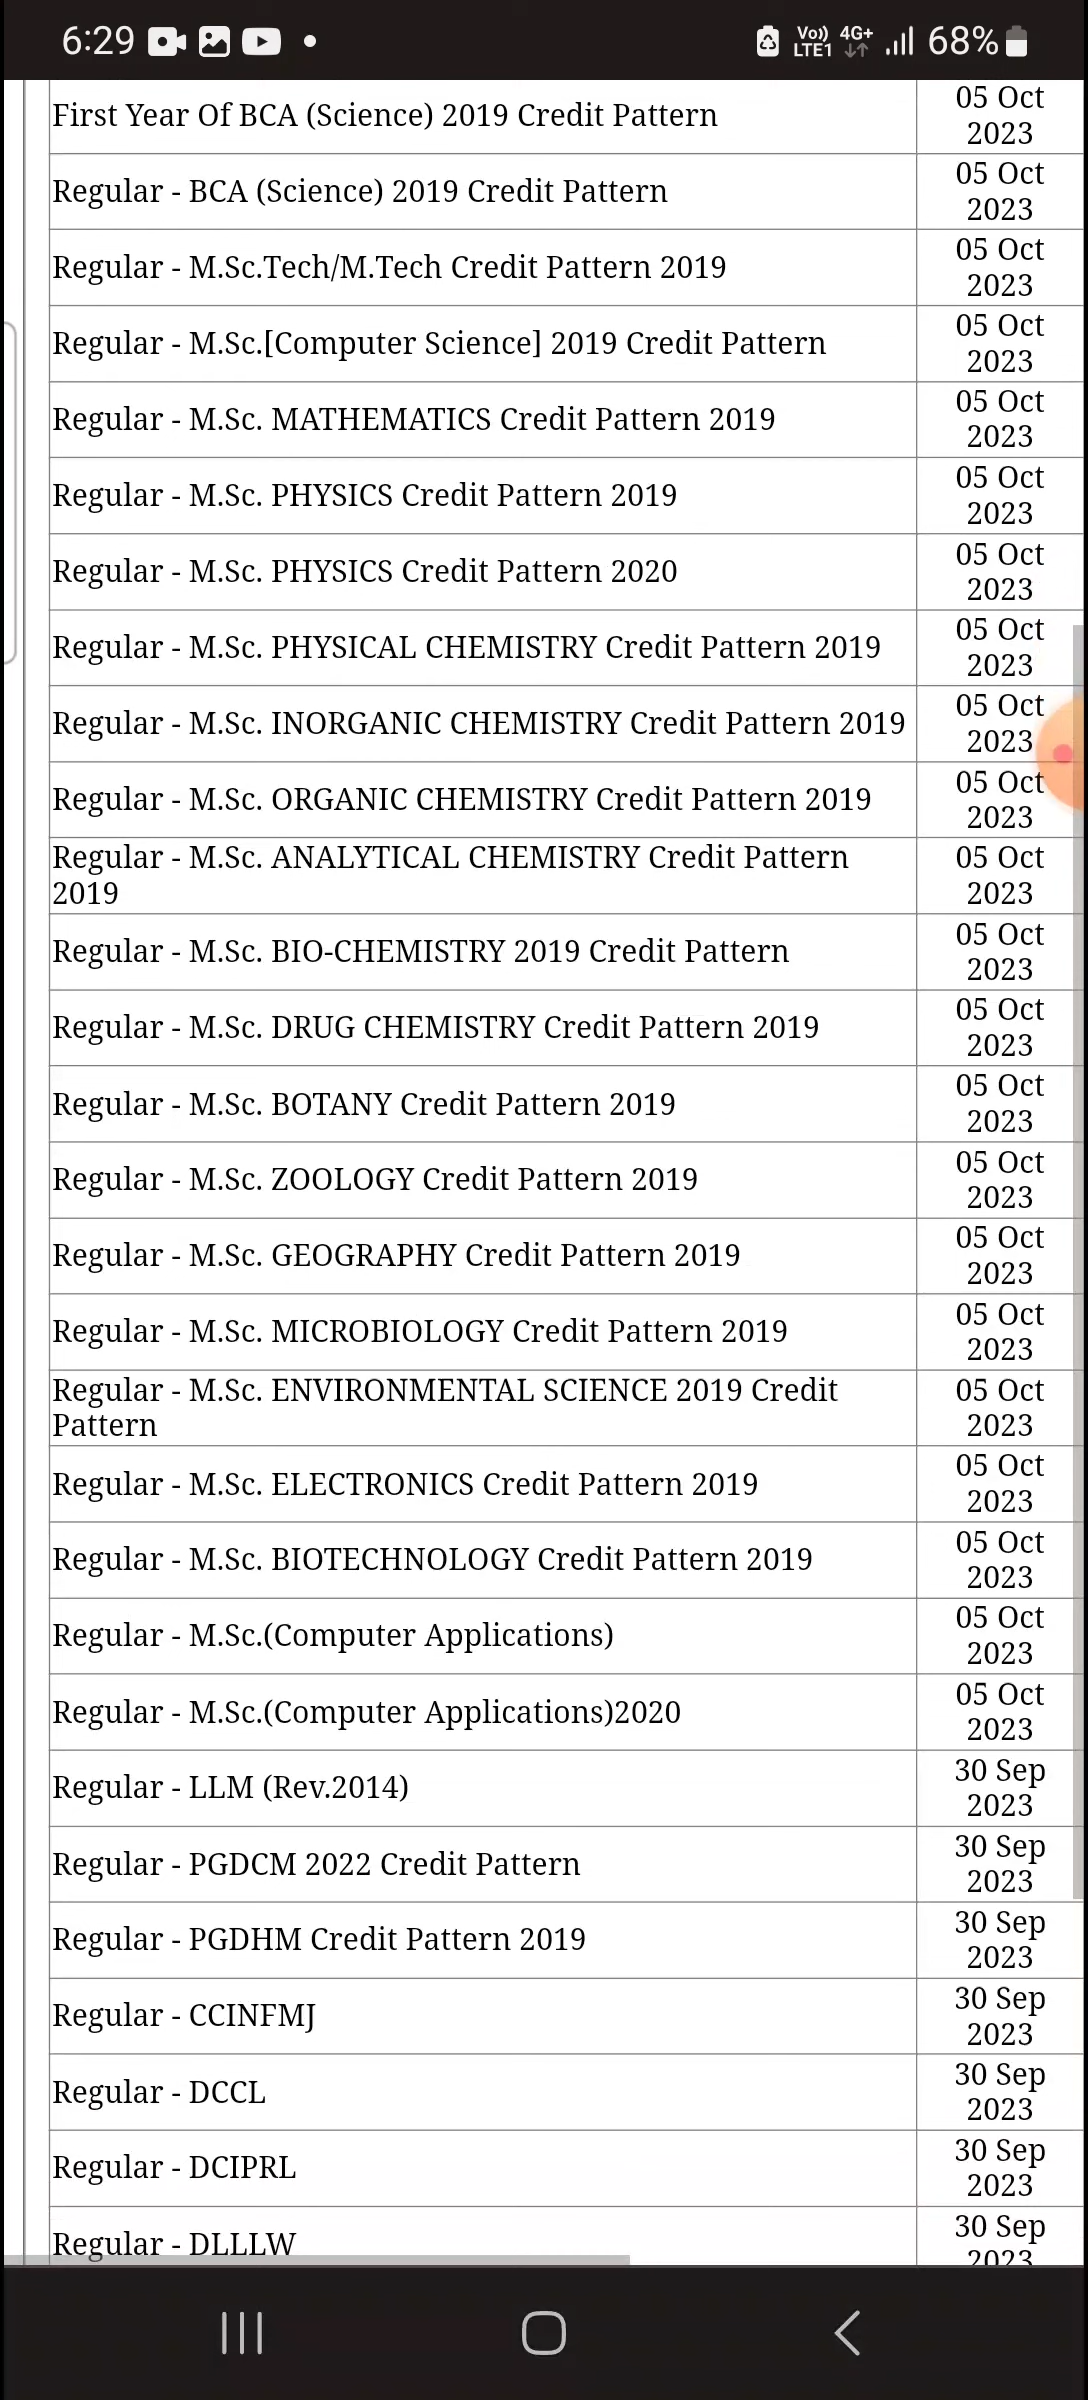 6:29
Vo)) LTE1 4G+ 68%
First Year Of BCA (Science) 2019 Credit Pattern
05 Oct
2023
Regular - BCA (Science) 2019 Credit Pattern
05 Oct
2023
Regular - M.Sc.Tech/M.Tech Credit Pattern 2019
05 Oct
2023
Regular - M.Sc.[Computer Science] 2019 Credit Pattern
05 Oct
2023
Regular - M.Sc. MATHEMATICS Credit Pattern 2019
05 Oct
2023
Regular - M.Sc. PHYSICS Credit Pattern 2019
05 Oct
2023
Regular - M.Sc. PHYSICS Credit Pattern 2020
05 Oct
2023
Regular - M.Sc. PHYSICAL CHEMISTRY Credit Pattern 2019
05 Oct
2023
Regular - M.Sc. INORGANIC CHEMISTRY Credit Pattern 2019
05 Oct
2023
Regular - M.Sc. ORGANIC CHEMISTRY Credit Pattern 2019
05 Oct
2023
Regular - M.Sc. ANALYTICAL CHEMISTRY Credit Pattern
2019
05 Oct
2023
Regular - M.Sc. BIO-CHEMISTRY 2019 Credit Pattern
05 Oct
2023
Regular - M.Sc. DRUG CHEMISTRY Credit Pattern 2019
05 Oct
2023
Regular - M.Sc. BOTANY Credit Pattern 2019
05 Oct
2023
Regular - M.Sc. ZOOLOGY Credit Pattern 2019
05 Oct
2023
Regular - M.Sc. GEOGRAPHY Credit Pattern 2019
05 Oct
2023
Regular - M.Sc. MICROBIOLOGY Credit Pattern 2019
05 Oct
2023
Regular - M.Sc. ENVIRONMENTAL SCIENCE 2019 Credit
Pattern
05 Oct
2023
Regular - M.Sc. ELECTRONICS Credit Pattern 2019
05 Oct
2023
Regular - M.Sc. BIOTECHNOLOGY Credit Pattern 2019
05 Oct
2023
Regular - M.Sc.(Computer Applications)
05 Oct
2023
Regular - M.Sc.(Computer Applications)2020
05 Oct
2023
Regular - LLM (Rev.2014)
30 Sep
2023
Regular - PGDCM 2022 Credit Pattern
30 Sep
2023
Regular - PGDHM Credit Pattern 2019
30 Sep
2023
Regular - CCINFMJ
30 Sep
2023
Regular - DCCL
30 Sep
2023
Regular - DCIPRL
30 Sep
2023
Regular - DLLLW
30 Sep
2023